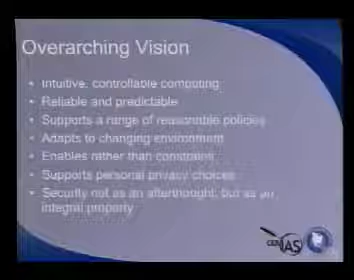 Overarching Vision
• Intuitive, controllable computing
• Reliable and predictable
• Supports a range of reasonable policies
• Adapts to changing environment
• Enables rather than constrains
• Supports personal privacy choices
• Security not as an afterthought, but as an
integral property
CERIAS